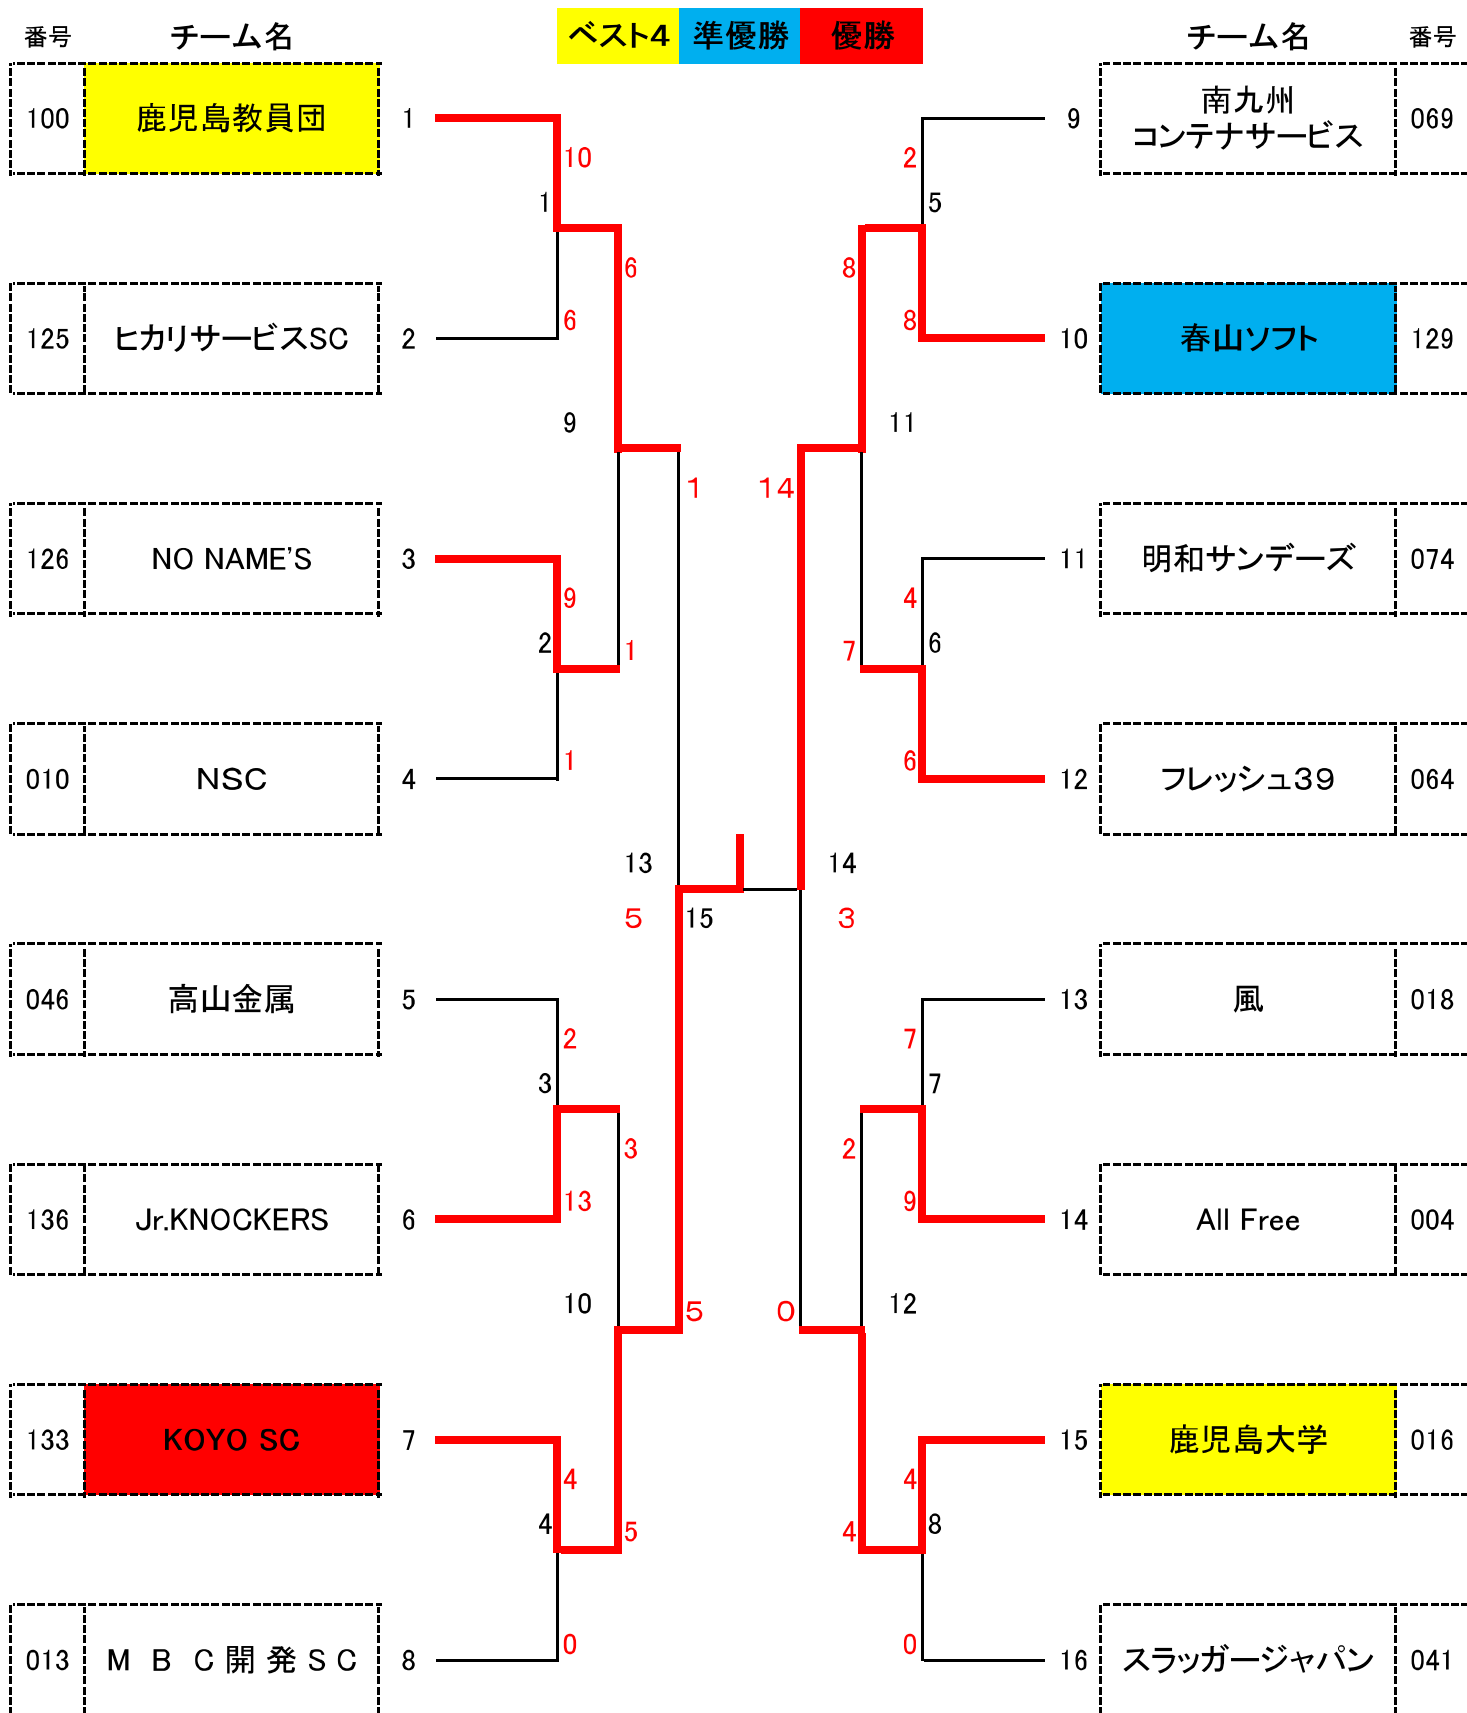 番号 チーム名 ベスト4 準優勝 優勝 チーム名 番号
100 鹿児島教員団 1 9 南九州 069
コンテナサービス
10 2
1 5
6 8
125 ヒカリサービスSC 2 6 8 10 春山ソフト 129
9 11
1 14
126 NO NAME'S 3 11 明和サンデーズ 074
9 4
2 1 7 6
010 NSC 4 1 6 12 フレッシュ39 064
13 14
5 15 3
046 高山金属 5 13 風 018
2 7
3 7
3 2
136 Jr.KNOCKERS 6 13 9 14 All Free 004
10 5 0 12
133 KOYO SC 7 15 鹿児島大学 016
4 4
4 5 4 8
013 MBC開発SC 8 0 0 16 スラッガージャパン 041